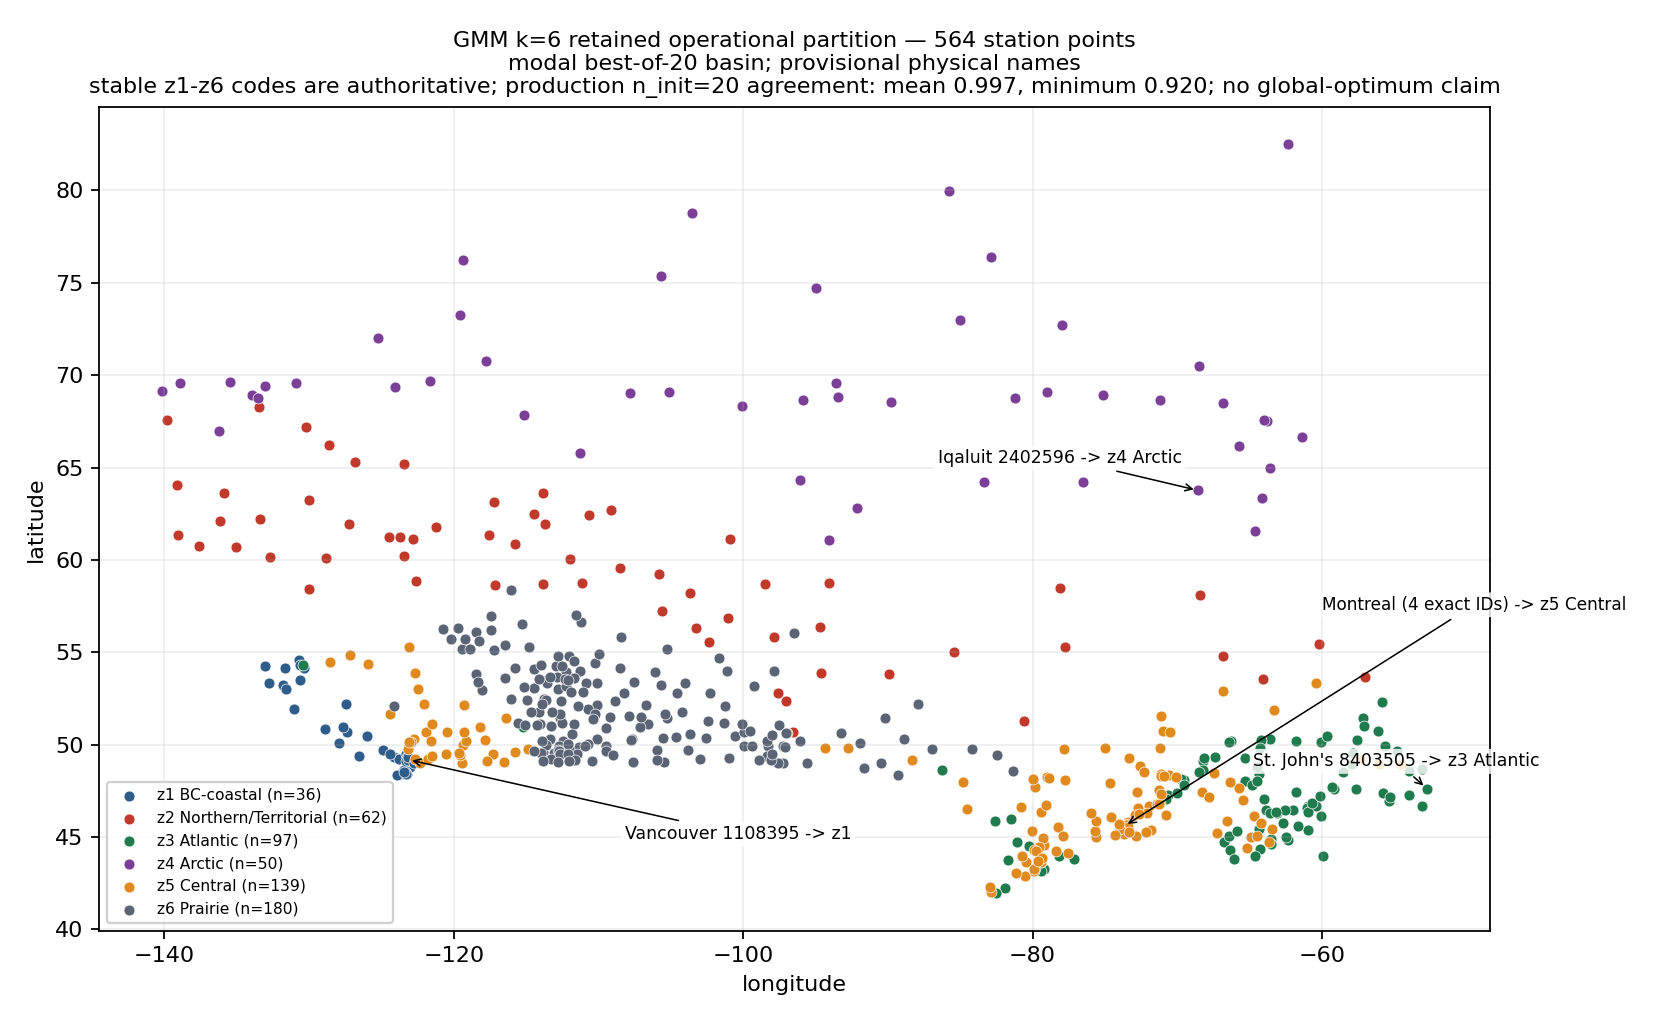 GMM k=6 retained operational partition — 564 station points
modal best-of-20 basin; provisional physical names
stable z1-z6 codes are authoritative; production n_init=20 agreement: mean 0.997, minimum 0.920; no global-optimum claim
latitude
80
75
70
65
60
55
50
45
40
Iqaluit 2402596 -> z4 Arctic
Montreal (4 exact IDs) -> z5 Central
St. John's 8403505 -> z3 Atlantic
Vancouver 1108395 -> z1
z1 BC-coastal (n=36)
z2 Northern/Territorial (n=62)
z3 Atlantic (n=97)
z4 Arctic (n=50)
z5 Central (n=139)
z6 Prairie (n=180)
−140 −120 −100 −80 −60
longitude